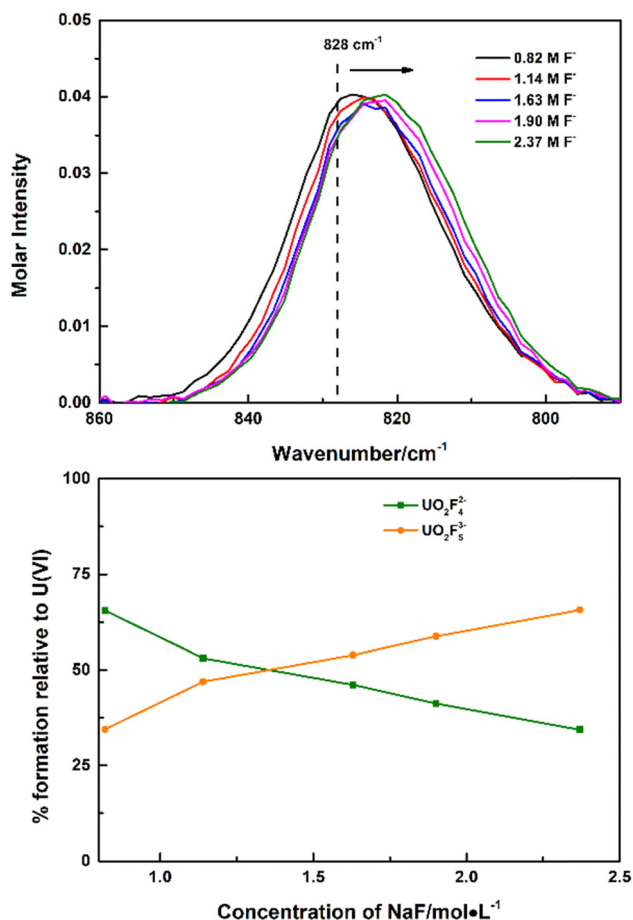 828 cm⁻¹
0.82 M F⁻
1.14 M F⁻
1.63 M F⁻
1.90 M F⁻
2.37 M F⁻
Molar Intensity
0.05
0.04
0.03
0.02
0.01
0.00
860 840 820 800
Wavenumber/cm⁻¹
UO₂F₄²⁻
UO₂F₅³⁻
% formation relative to U(VI)
100
75
50
25
0
1.0 1.5 2.0 2.5
Concentration of NaF/mol•L⁻¹